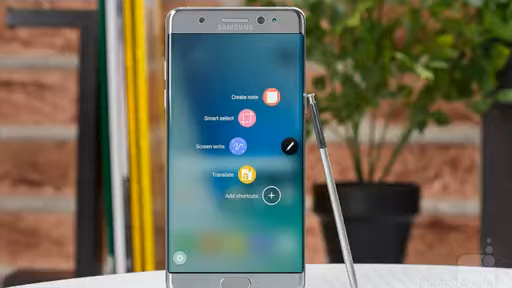 SAMSUNG
Create note
Smart select
Screen write
Translate
Add shortcuts